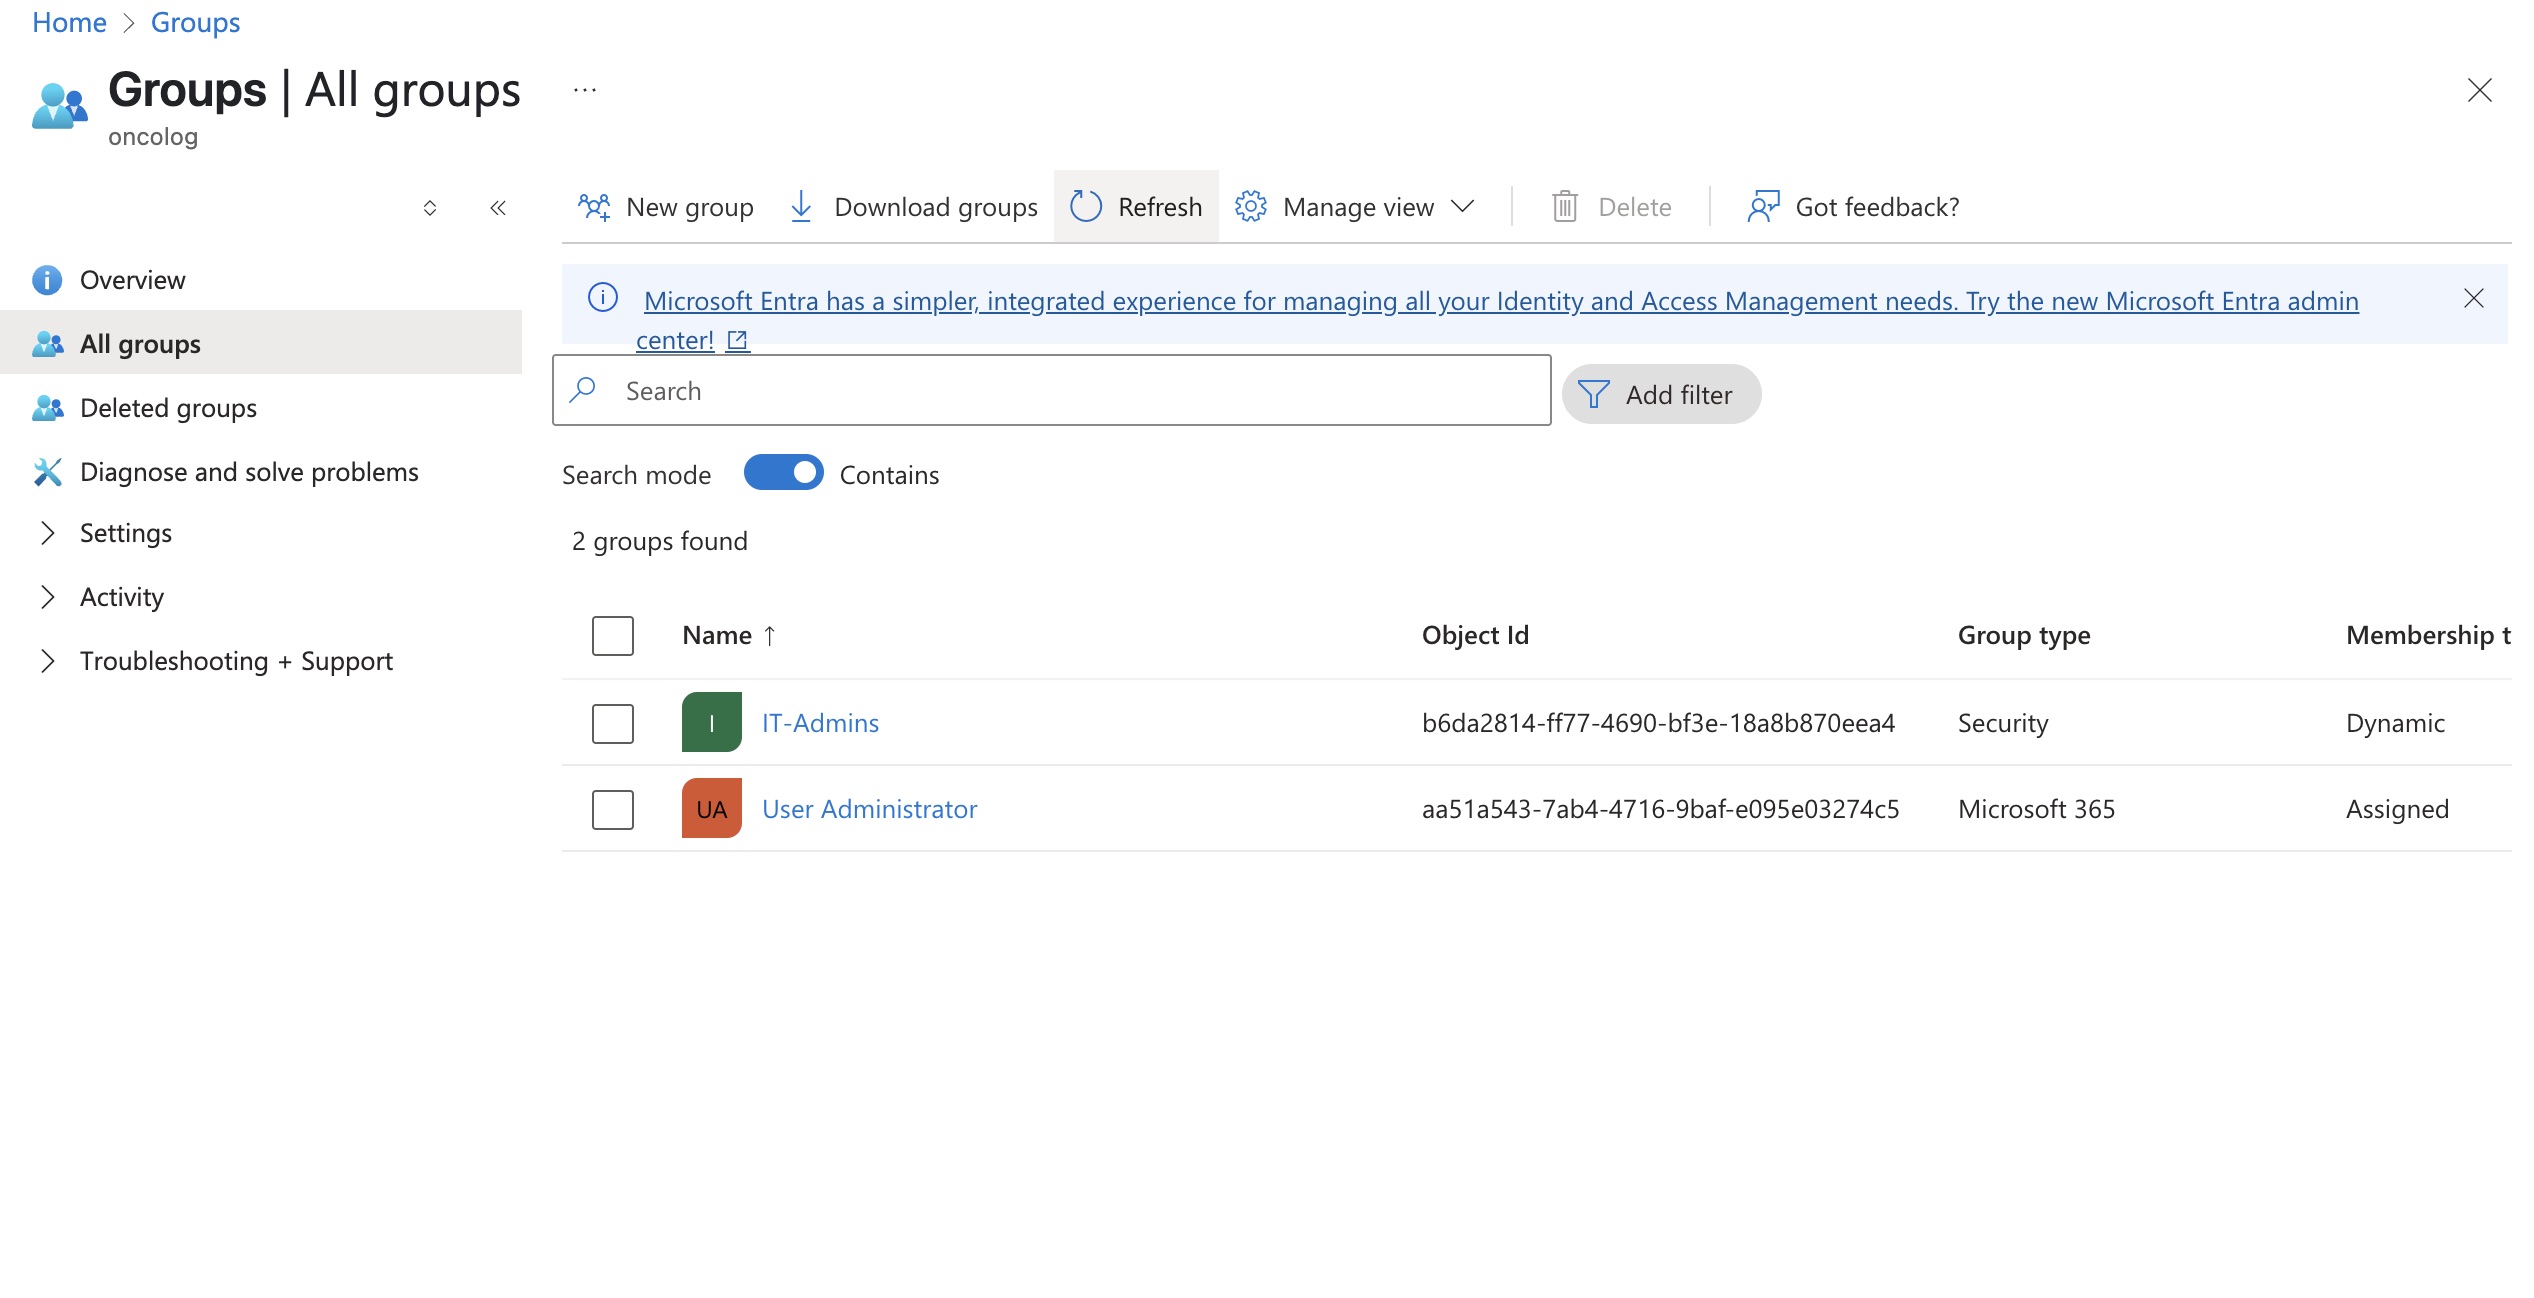 Home > Groups
Groups | All groups ...
oncolog
New group Download groups Refresh Manage view Delete Got feedback?
Overview
All groups
Deleted groups
Diagnose and solve problems
Settings
Activity
Troubleshooting + Support
Microsoft Entra has a simpler, integrated experience for managing all your Identity and Access Management needs. Try the new Microsoft Entra admin
center!
Search
Add filter
Search mode Contains
2 groups found
Name ↑ Object Id Group type Membership t
I IT-Admins b6da2814-ff77-4690-bf3e-18a8b870eea4 Security Dynamic
UA User Administrator aa51a543-7ab4-4716-9baf-e095e03274c5 Microsoft 365 Assigned